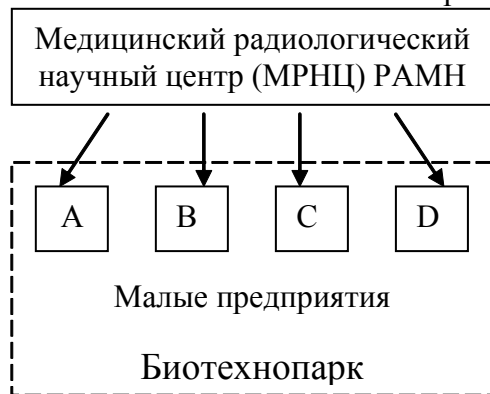 Медицинский радиологический
научный центр (МРНЦ) РАМН
A B C D
Малые предприятия
Биотехнопарк